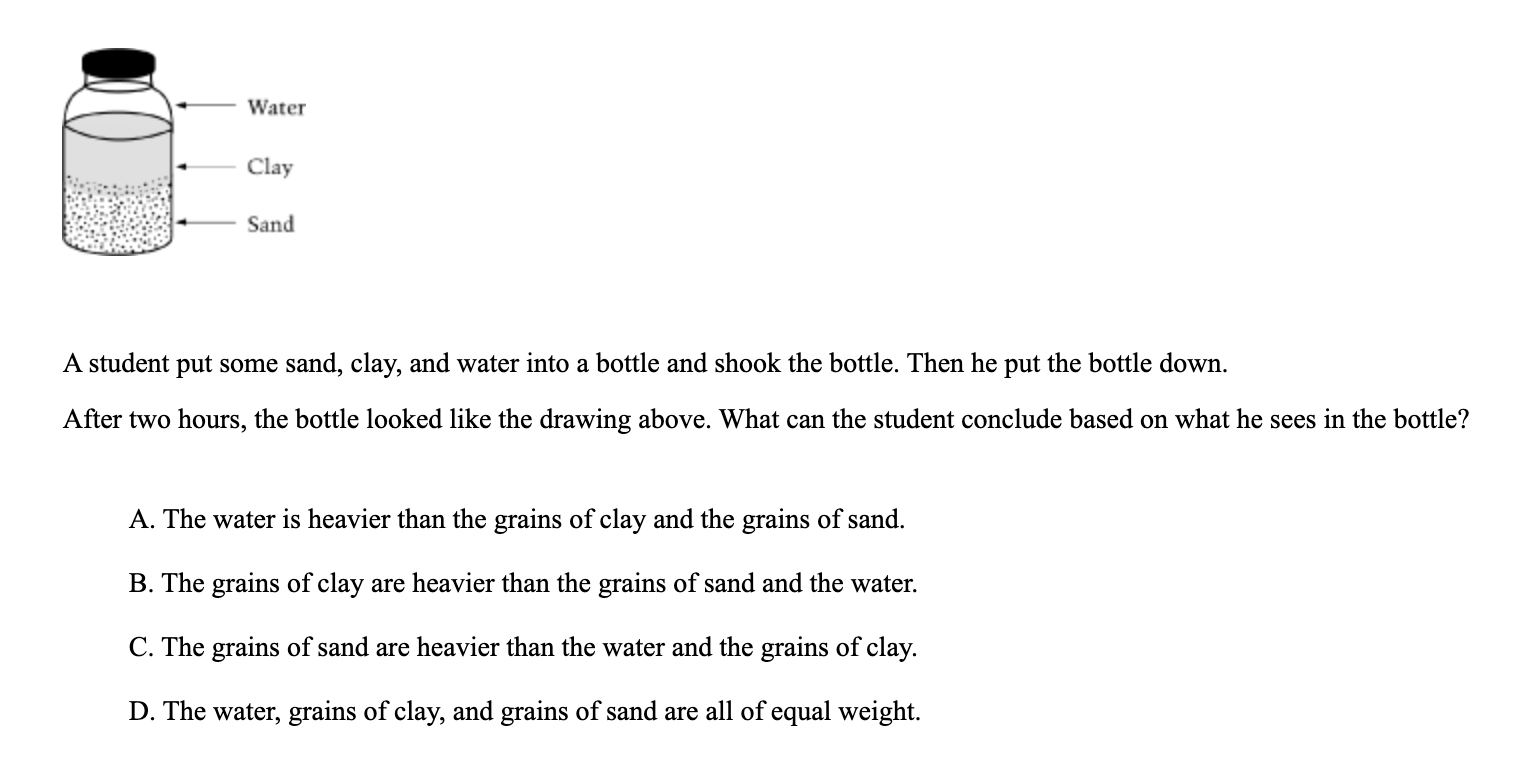 Water
Clay
Sand
A student put some sand, clay, and water into a bottle and shook the bottle. Then he put the bottle down.
After two hours, the bottle looked like the drawing above. What can the student conclude based on what he sees in the bottle?
A. The water is heavier than the grains of clay and the grains of sand.
B. The grains of clay are heavier than the grains of sand and the water.
C. The grains of sand are heavier than the water and the grains of clay.
D. The water, grains of clay, and grains of sand are all of equal weight.